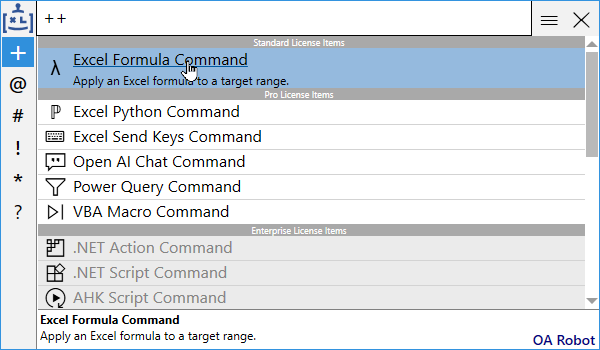 XL
++
Standard License Items
+
λ
Excel Formula Command
Apply an Excel formula to a target range.
@
Pro License Items
ℙ Excel Python Command
#
Excel Send Keys Command
!
Open AI Chat Command
*
Power Query Command
?
VBA Macro Command
Enterprise License Items
.NET Action Command
.NET Script Command
AHK Script Command
Excel Formula Command
Apply an Excel formula to a target range.
OA Robot